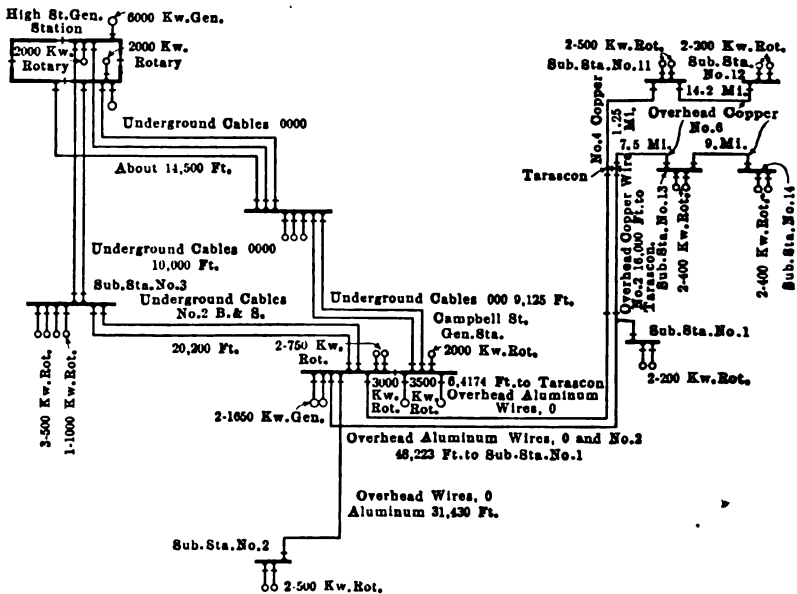 High St.Gen.
Station
6000 Kw.Gen.
2000 Kw.
Rotary
2000 Kw.
Rotary
Underground Cables 0000
About 14,500 Ft.
Underground Cables 0000
10,000 Ft.
Sub.Sta.No.3
Underground Cables
No.2 B.& S.
20,200 Ft.
3-500 Kw.Rot.
1-1000 Kw.Rot.
Underground Cables 000 9,125 Ft.
Campbell St.
Gen.Sta.
2-750 Kw.
Rot.
2000 Kw.Rot.
3000
Kw.
Rot.
3500
Kw.
Rot.
6,4174 Ft.to Tarascon
Overhead Aluminum
Wires, 0
2-1650 Kw.Gen.
Overhead Aluminum Wires, 0 and No.2
48,223 Ft.to Sub.Sta.No.1
Overhead Wires, 0
Aluminum 31,430 Ft.
Sub.Sta.No.2
2-500 Kw.Rot.
2-500 Kw.Rot.
Sub.Sta.No.11
2-300 Kw.Rot.
Sub.Sta.
No.12
14.2 Mi.
No.4 Copper
1.25
Mi.
Overhead Copper
No.6
7.5 Mi.
9 Mi.
Tarascon
Overhead Copper Wire
No.2 16,000 Ft.to
Tarascon.
Sub.Sta.No.13
2-400 Kw.Rot.
2-400 Kw.Rot.
Sub.Sta.No.14
Sub.Sta.No.1
2-200 Kw.Rot.